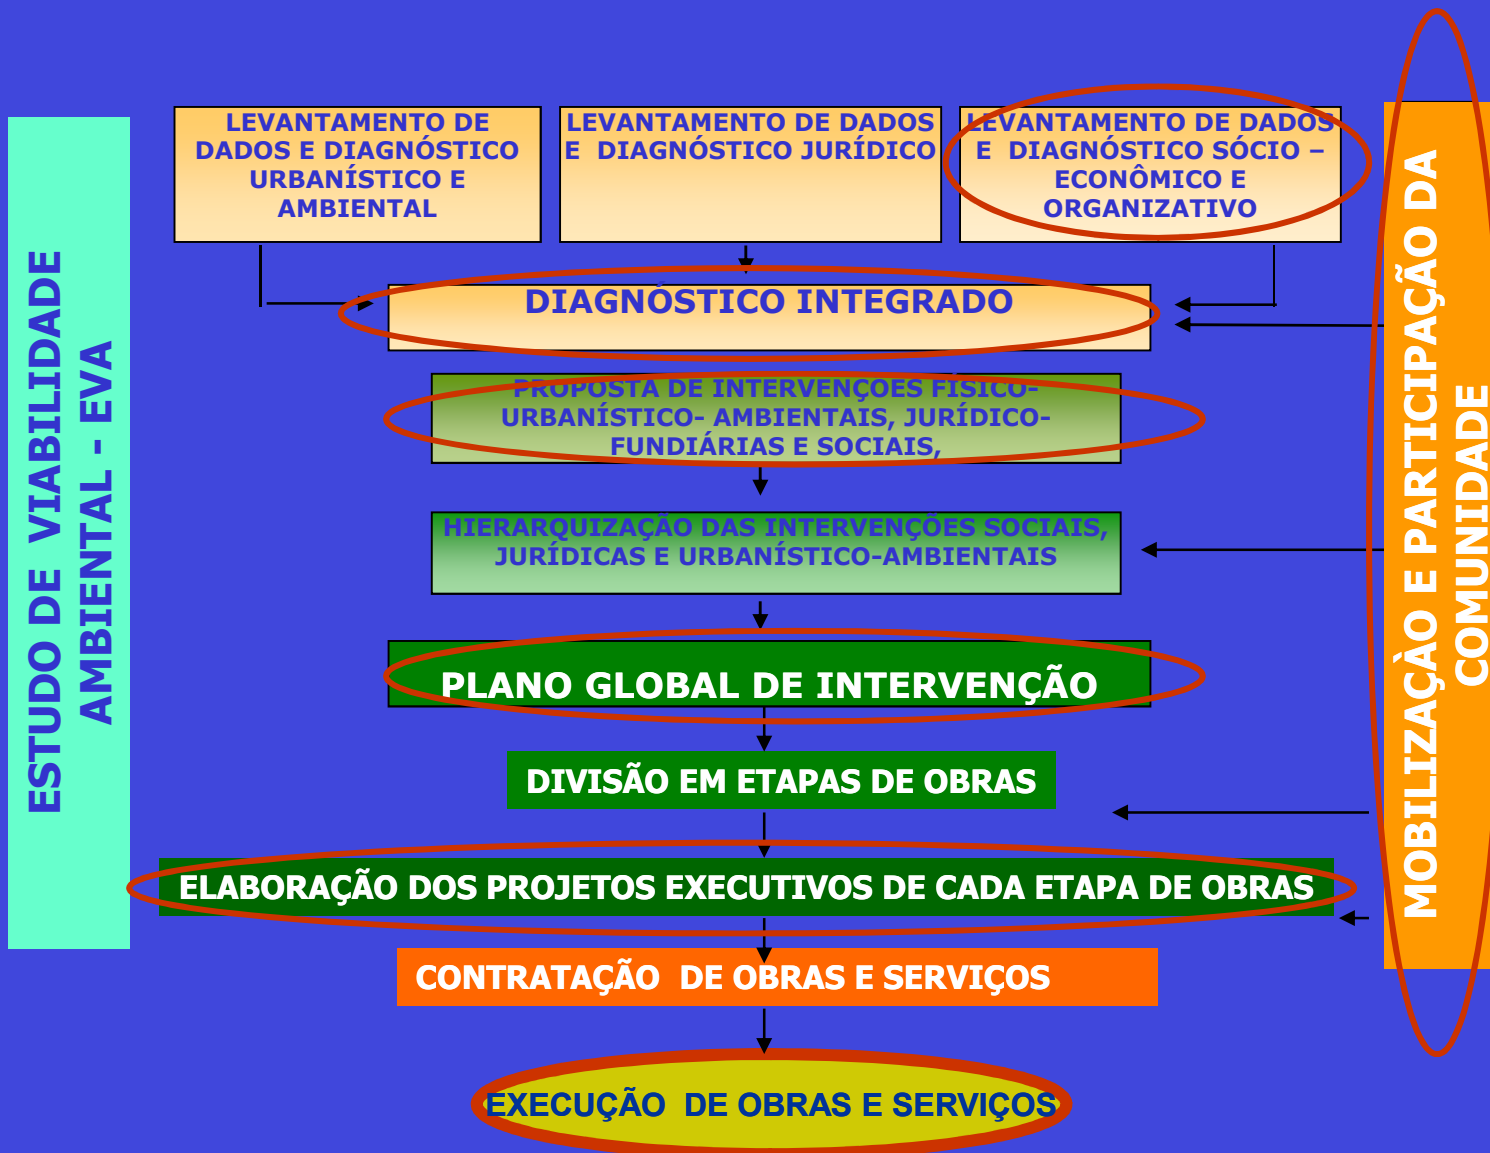 ESTUDO DE VIABILIDADE
AMBIENTAL - EVA
LEVANTAMENTO DE
DADOS E DIAGNÓSTICO
URBANÍSTICO E
AMBIENTAL
LEVANTAMENTO DE DADOS
E DIAGNÓSTICO JURÍDICO
LEVANTAMENTO DE DADOS
E DIAGNÓSTICO SÓCIO –
ECONÔMICO E
ORGANIZATIVO
DIAGNÓSTICO INTEGRADO
PROPOSTA DE INTERVENÇÕES FÍSICO-
URBANÍSTICO- AMBIENTAIS, JURÍDICO-
FUNDIÁRIAS E SOCIAIS,
HIERARQUIZAÇÃO DAS INTERVENÇÕES SOCIAIS,
JURÍDICAS E URBANÍSTICO-AMBIENTAIS
PLANO GLOBAL DE INTERVENÇÃO
DIVISÃO EM ETAPAS DE OBRAS
ELABORAÇÃO DOS PROJETOS EXECUTIVOS DE CADA ETAPA DE OBRAS
CONTRATAÇÃO DE OBRAS E SERVIÇOS
EXECUÇÃO DE OBRAS E SERVIÇOS
MOBILIZAÇÀO E PARTICIPAÇÃO DA
COMUNIDADE